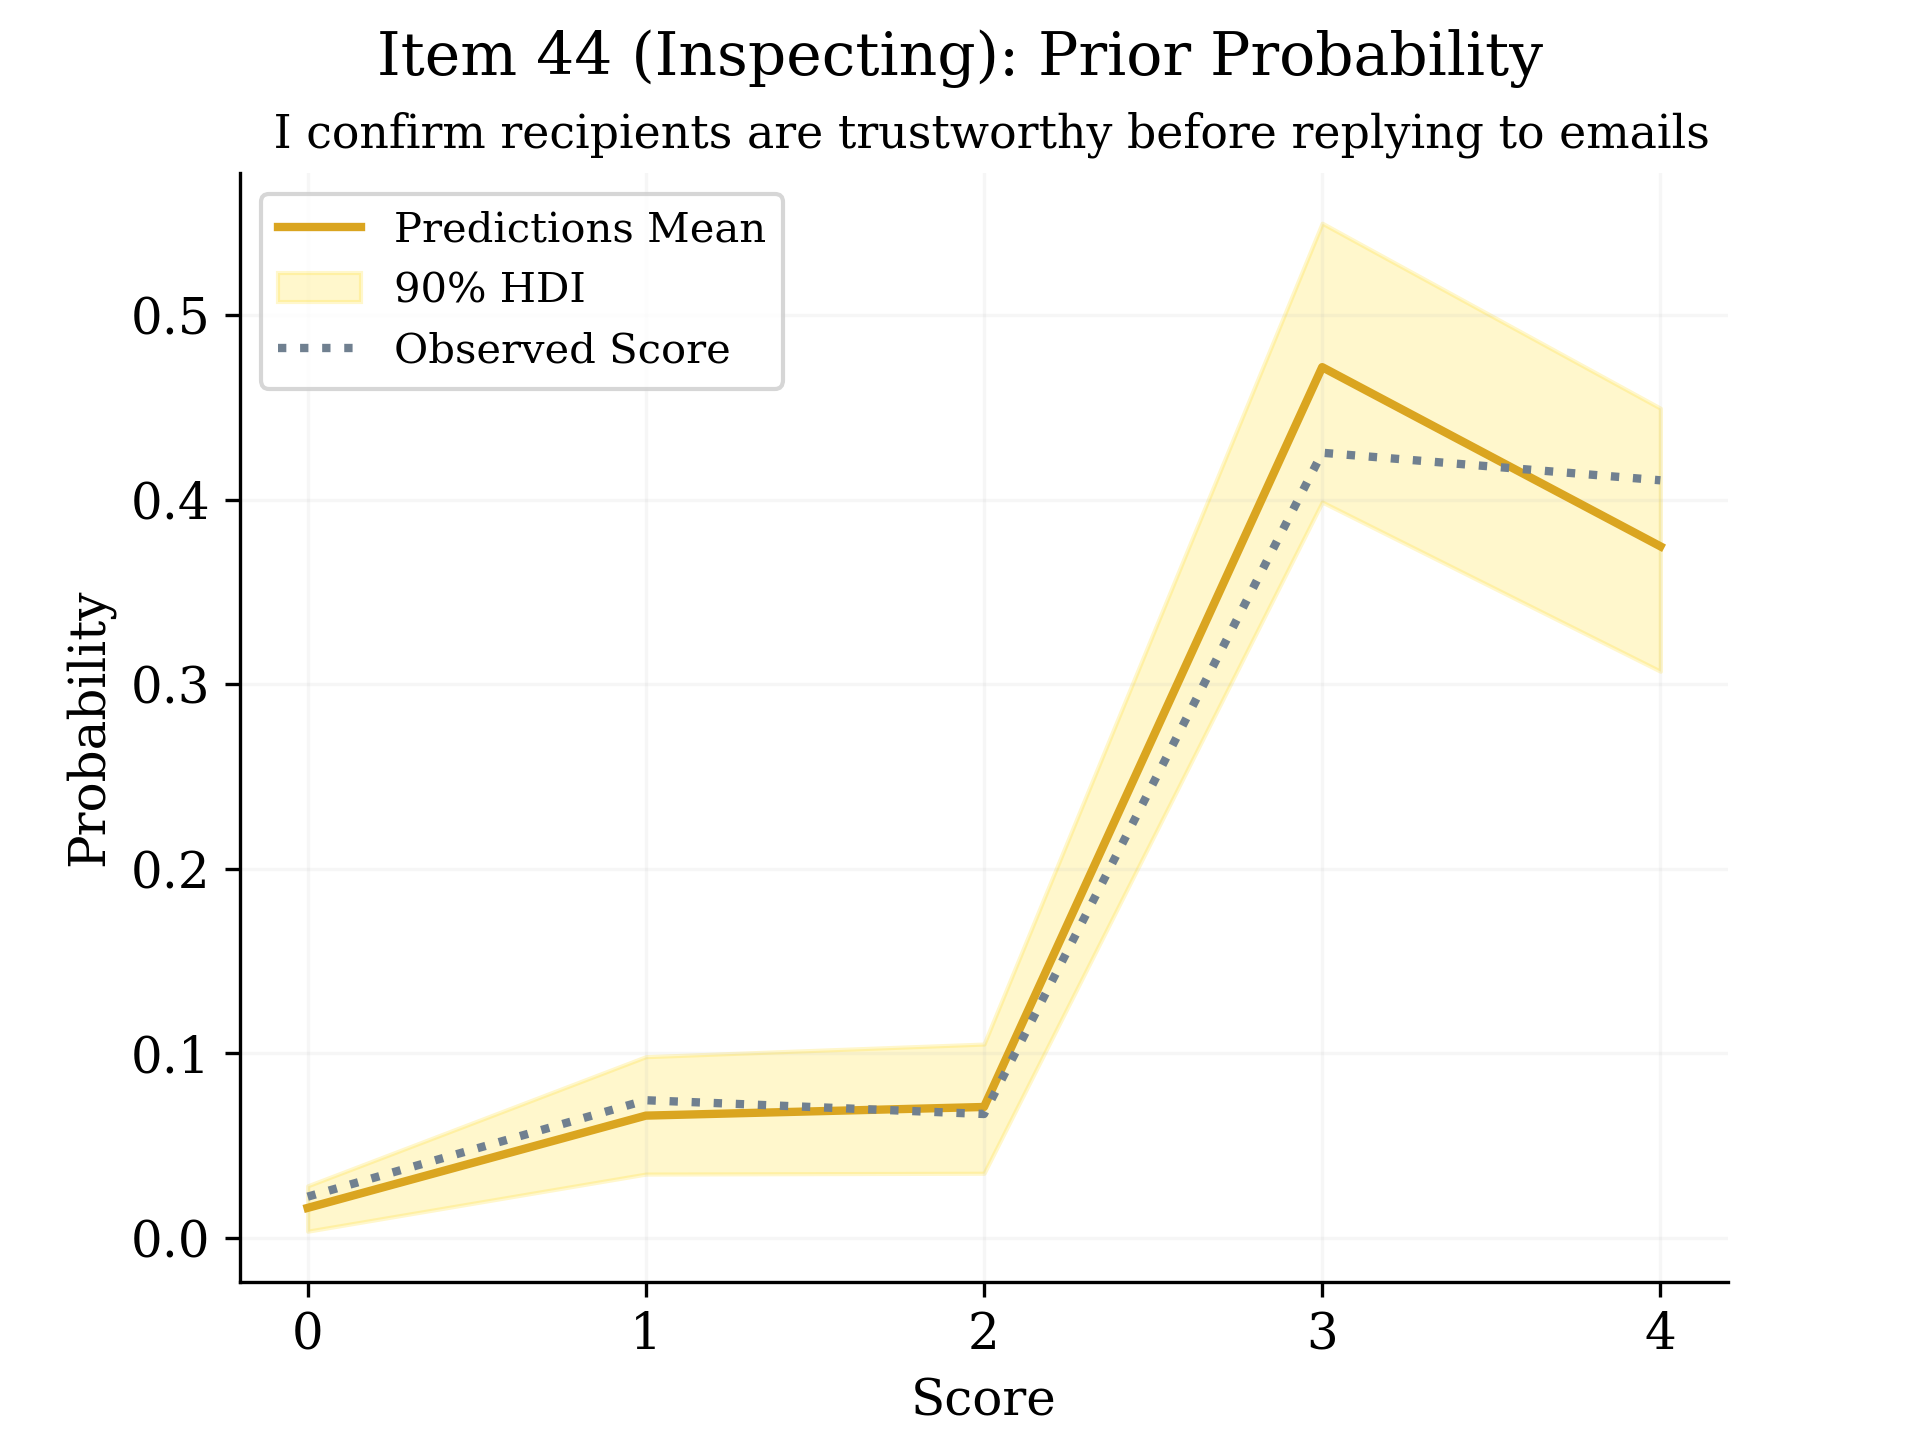 Item 44 (Inspecting): Prior Probability
I confirm recipients are trustworthy before replying to emails
Predictions Mean
90% HDI
Observed Score
Probability
0.5
0.4
0.3
0.2
0.1
0.0
0 1 2 3 4
Score